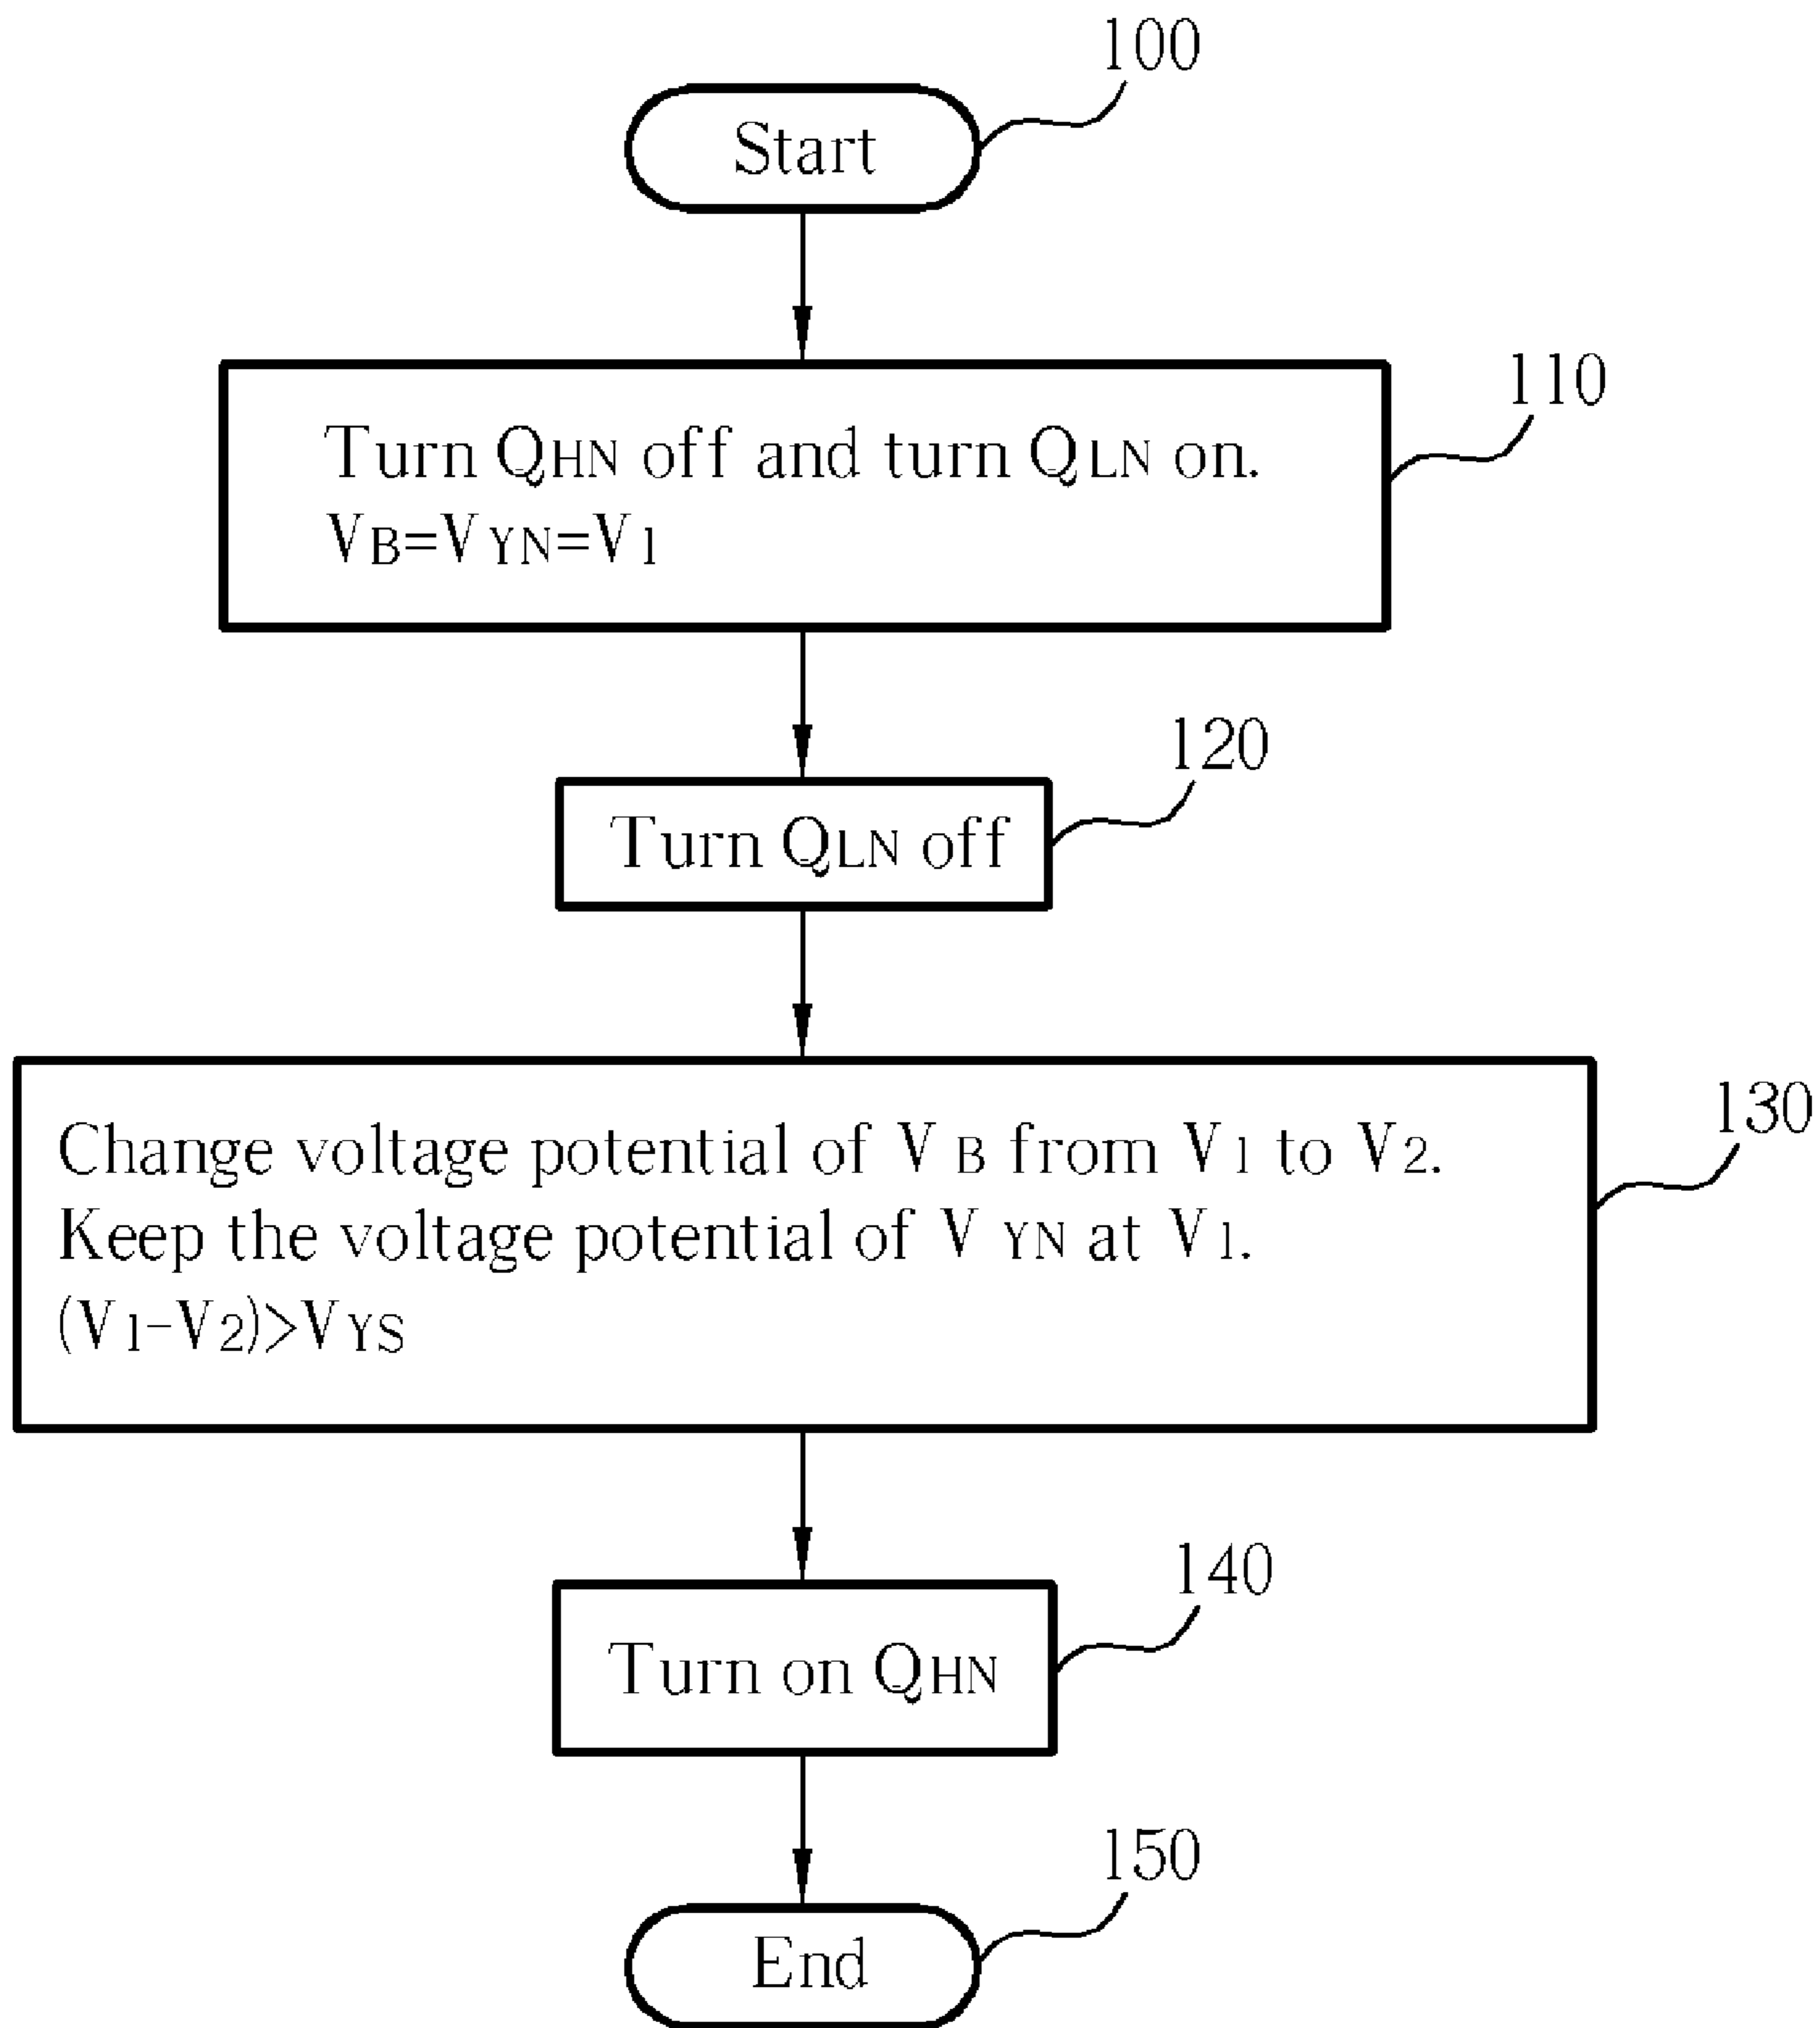 100
Start
110
Turn QHN off and turn QLN on.
VB=VYN=V1
120
Turn QLN off
130
Change voltage potential of VB from V1 to V2.
Keep the voltage potential of VYN at V1.
(V1-V2)>VYS
140
Turn on QHN
150
End